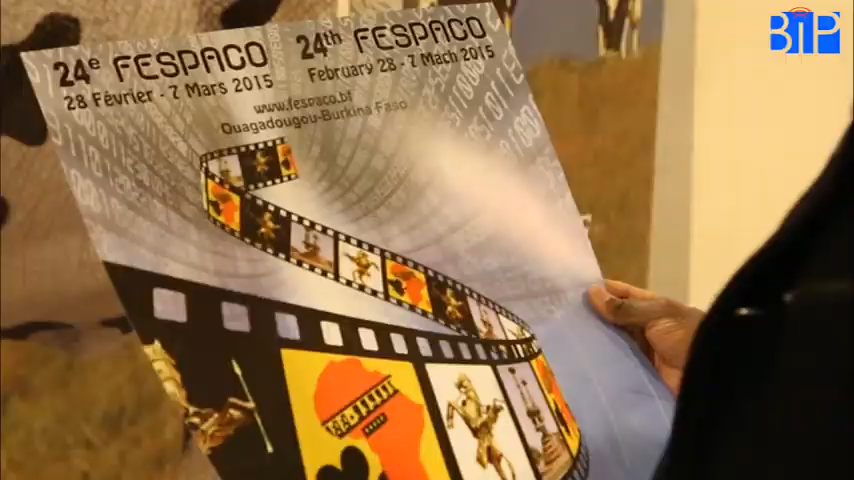 24e FESPACO
28 Février - 7 Mars 2015
24th FESPACO
February 28 - 7 Mach 2015
www.fespaco.bf
Ouagadougou-Burkina Faso
BIP